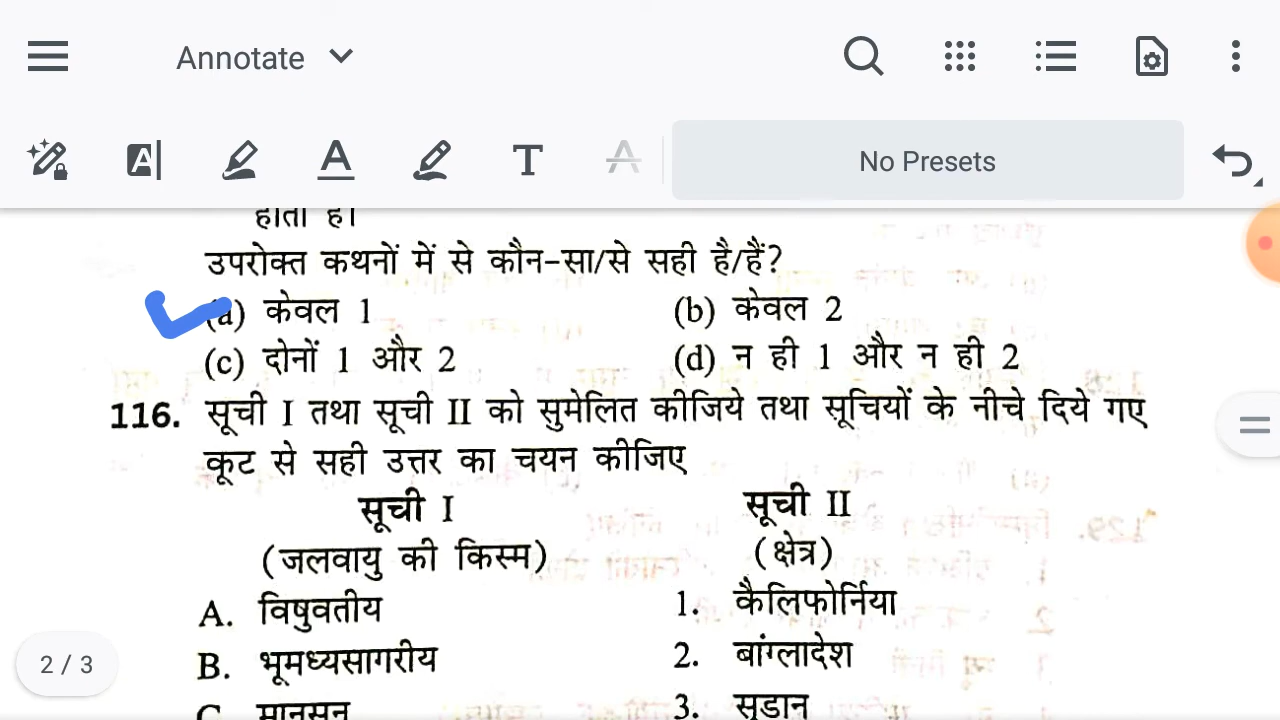 Annotate
No Presets
होता है।
उपरोक्त कथनों में से कौन-सा/से सही है/हैं?
(a) केवल 1 (b) केवल 2
(c) दोनों 1 और 2 (d) न ही 1 और न ही 2
116. सूची I तथा सूची II को सुमेलित कीजिये तथा सूचियों के नीचे दिये गए
कूट से सही उत्तर का चयन कीजिए
सूची I सूची II
(जलवायु की किस्म) (क्षेत्र)
A. विषुवतीय 1. कैलिफोर्निया
B. भूमध्यसागरीय 2. बांग्लादेश
C. मानसून 3. सूडान
2 / 3